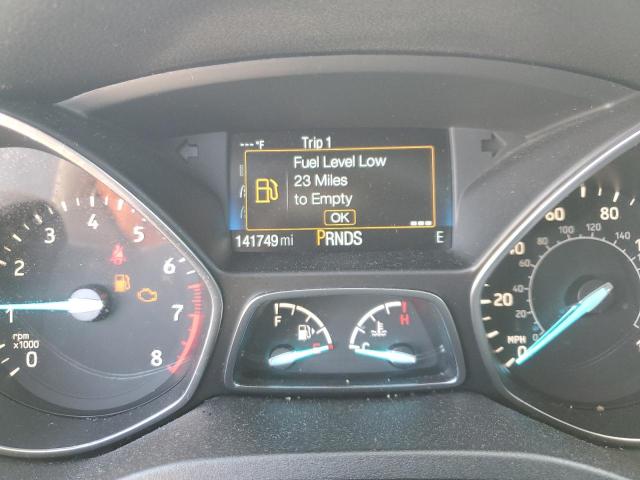 ---°F Trip 1
Fuel Level Low
23 Miles
to Empty
OK
141749 mi PRNDS E
0 1 2 3 4 5 6 7 8
rpm
x1000
F
C H
0 20 60 80
MPH
80 100 120 140